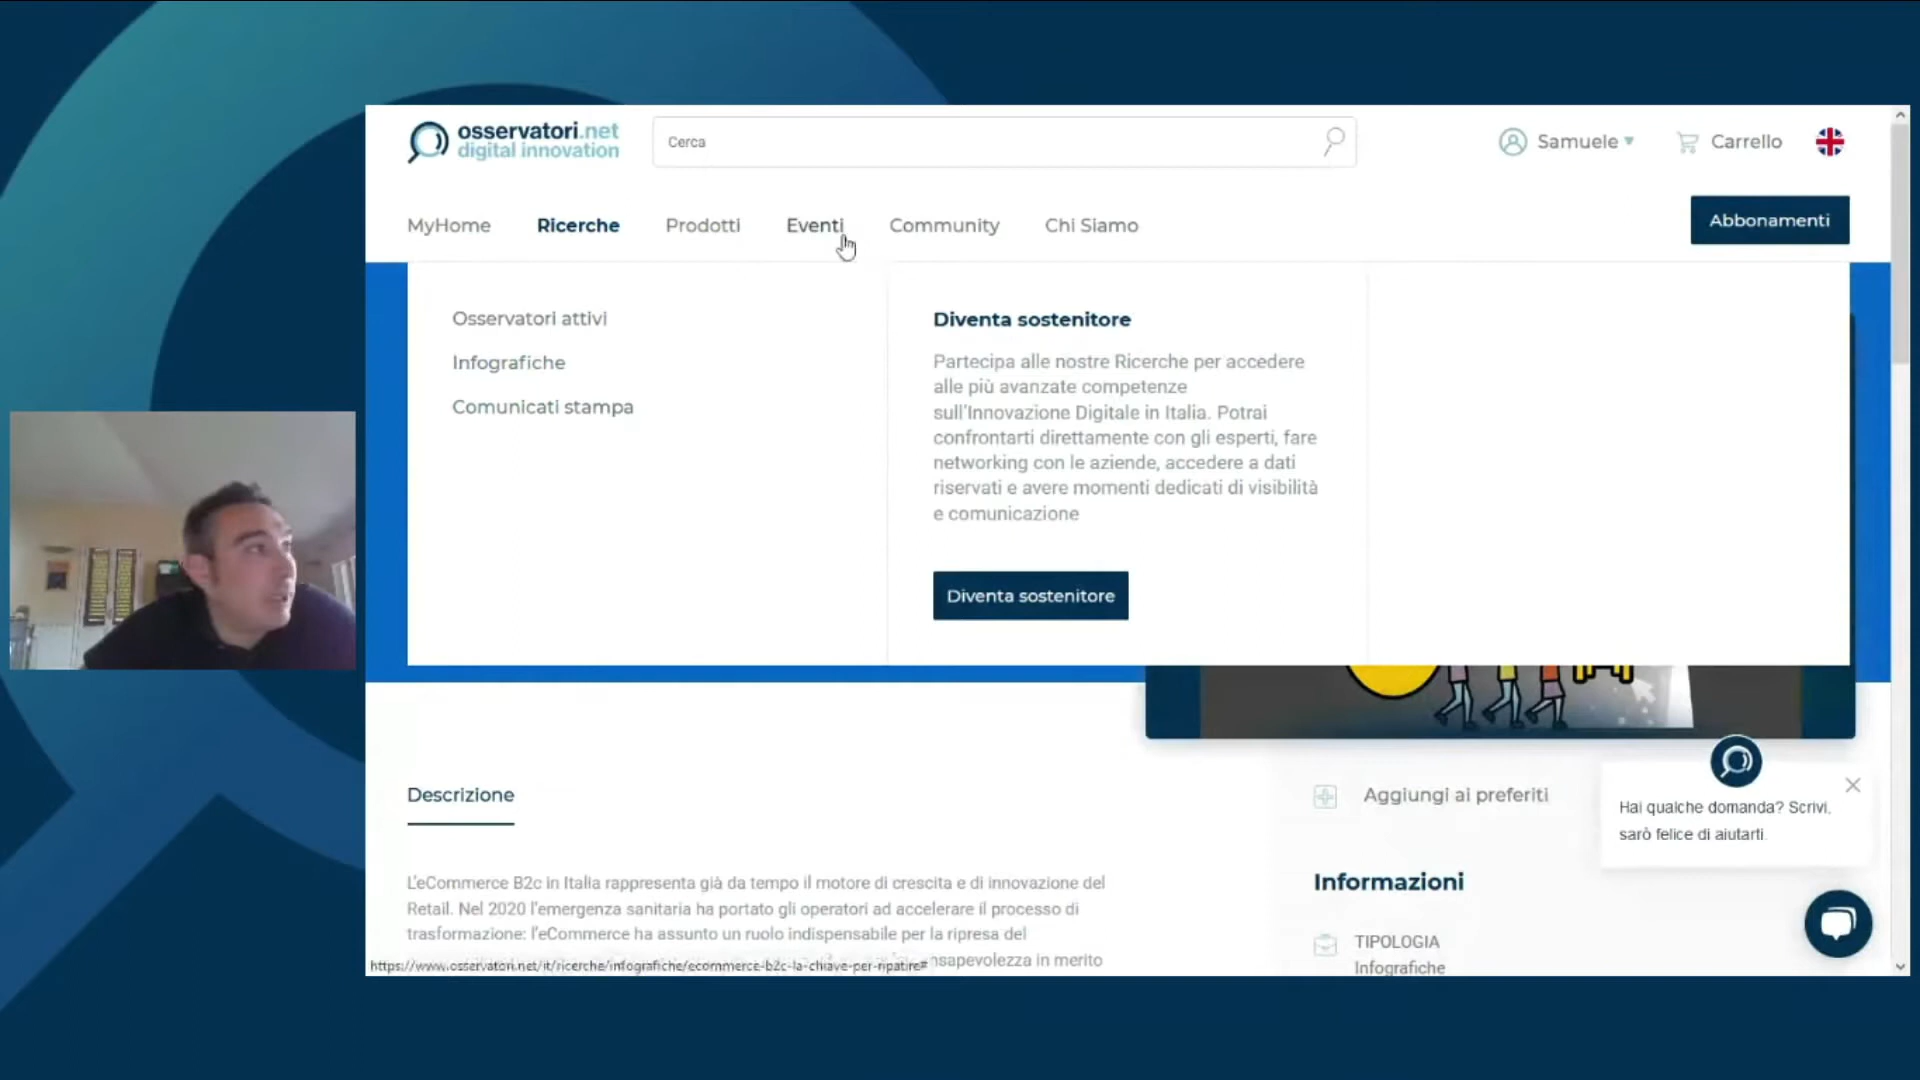 osservatori.net
digital innovation
Cerca
Samuele
Carrello
MyHome
Ricerche
Prodotti
Eventi
Community
Chi Siamo
Abbonamenti
Osservatori attivi
Infografiche
Comunicati stampa
Diventa sostenitore
Partecipa alle nostre Ricerche per accedere
alle più avanzate competenze
sull'Innovazione Digitale in Italia. Potrai
confrontarti direttamente con gli esperti, fare
networking con le aziende, accedere a dati
riservati e avere momenti dedicati di visibilità
e comunicazione
Diventa sostenitore
Descrizione
L'eCommerce B2c in Italia rappresenta già da tempo il motore di crescita e di innovazione del
Retail. Nel 2020 l'emergenza sanitaria ha portato gli operatori ad accelerare il processo di
trasformazione: l'eCommerce ha assunto un ruolo indispensabile per la ripresa del
in merito
https://www.osservatori.net/it/ricerche/infografiche/ecommerce-b2c-la-chiave-per-ripatire#
Aggiungi ai preferiti
Informazioni
TIPOLOGIA
Infografiche
Hai qualche domanda? Scrivi,
sarò felice di aiutarti.